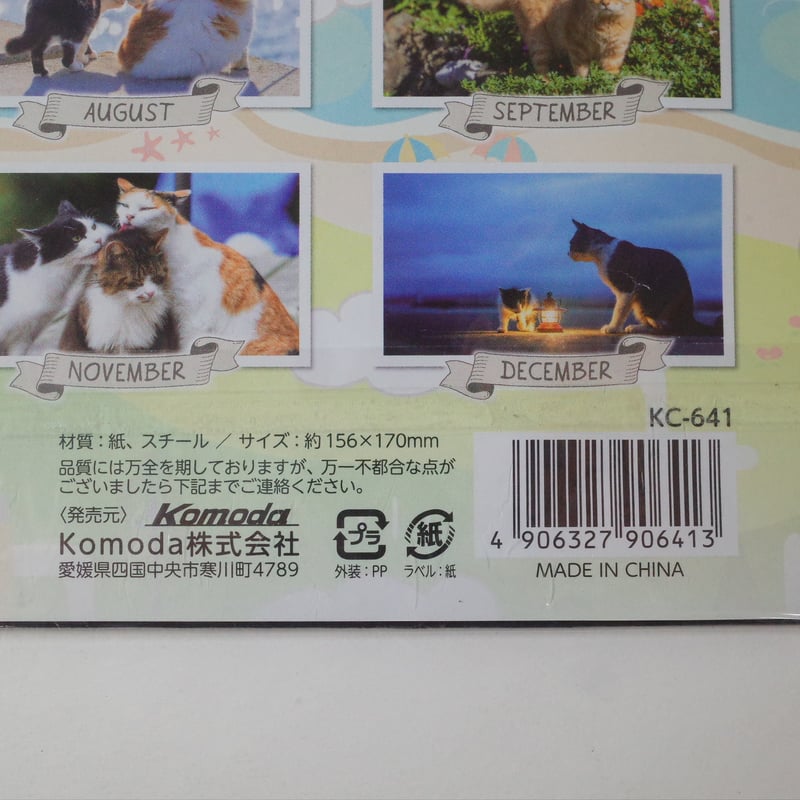 AUGUST
SEPTEMBER
NOVEMBER
DECEMBER
KC-641
材質：紙、スチール ／ サイズ：約156×170mm
品質には万全を期しておりますが、万一不都合な点が
ございましたら下記までご連絡ください。
〈発売元〉 Komoda
Komoda株式会社
愛媛県四国中央市寒川町4789
プラ
外装：PP
紙
ラベル：紙
4 906327 906413
MADE IN CHINA